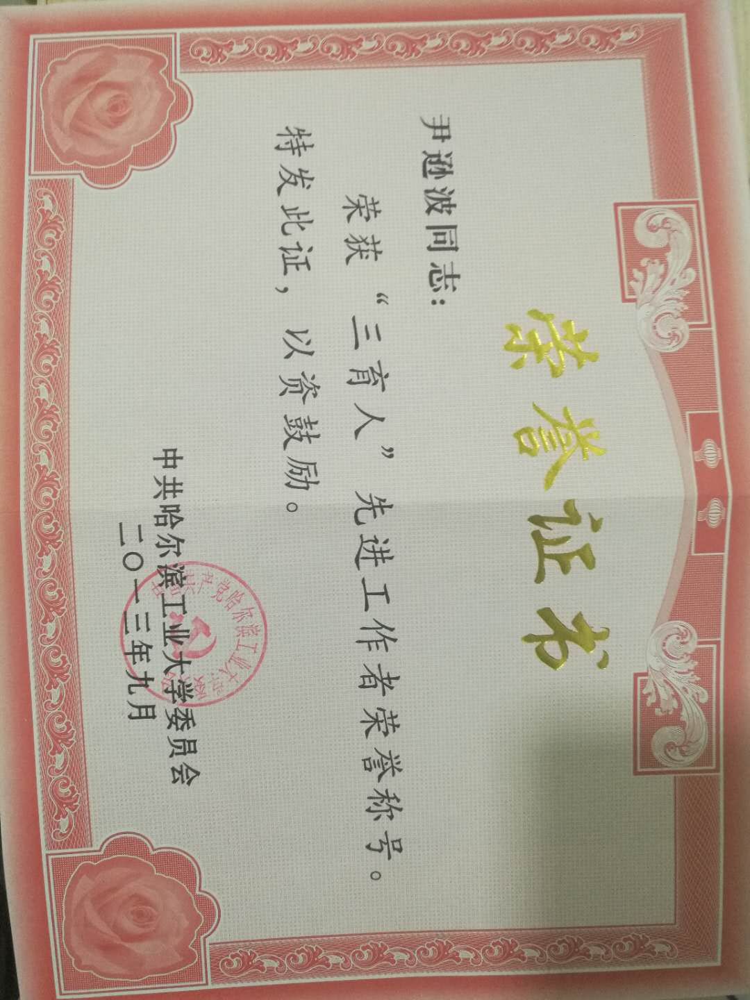 荣誉证书
尹逊波同志:
荣获“三育人”先进工作者荣誉称号。
特发此证，以资鼓励。
中共哈尔滨工业大学委员会
二〇一三年九月